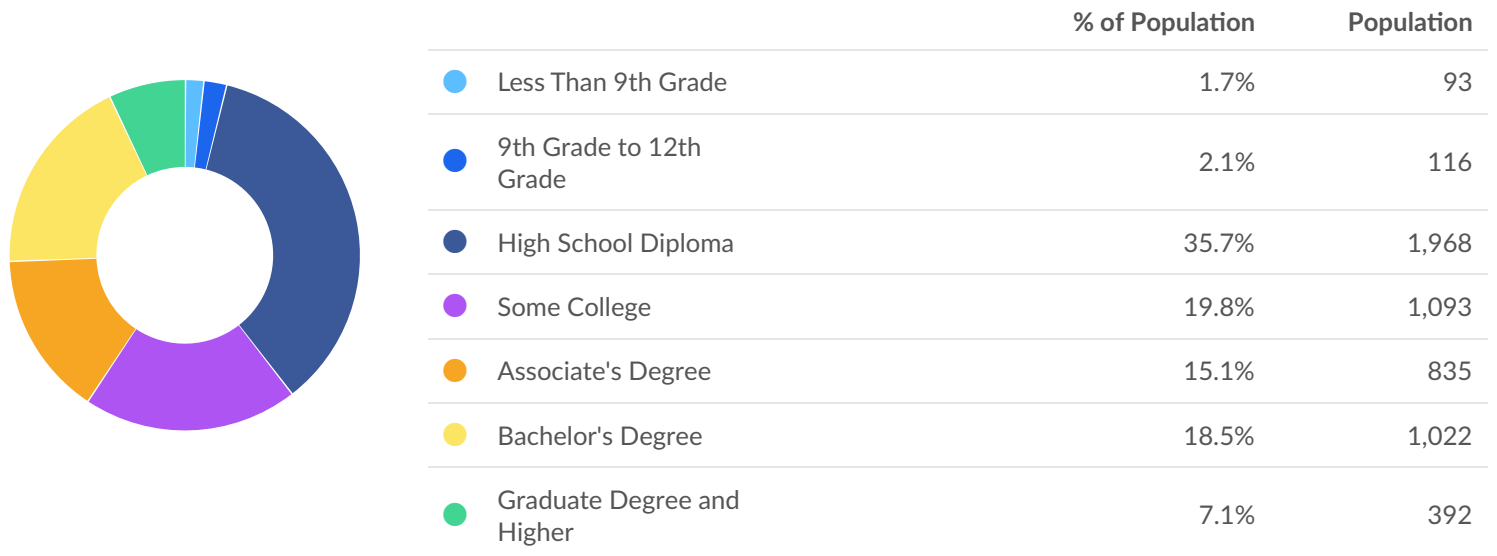 % of Population Population
Less Than 9th Grade 1.7% 93
9th Grade to 12th
Grade 2.1% 116
High School Diploma 35.7% 1,968
Some College 19.8% 1,093
Associate's Degree 15.1% 835
Bachelor's Degree 18.5% 1,022
Graduate Degree and
Higher 7.1% 392